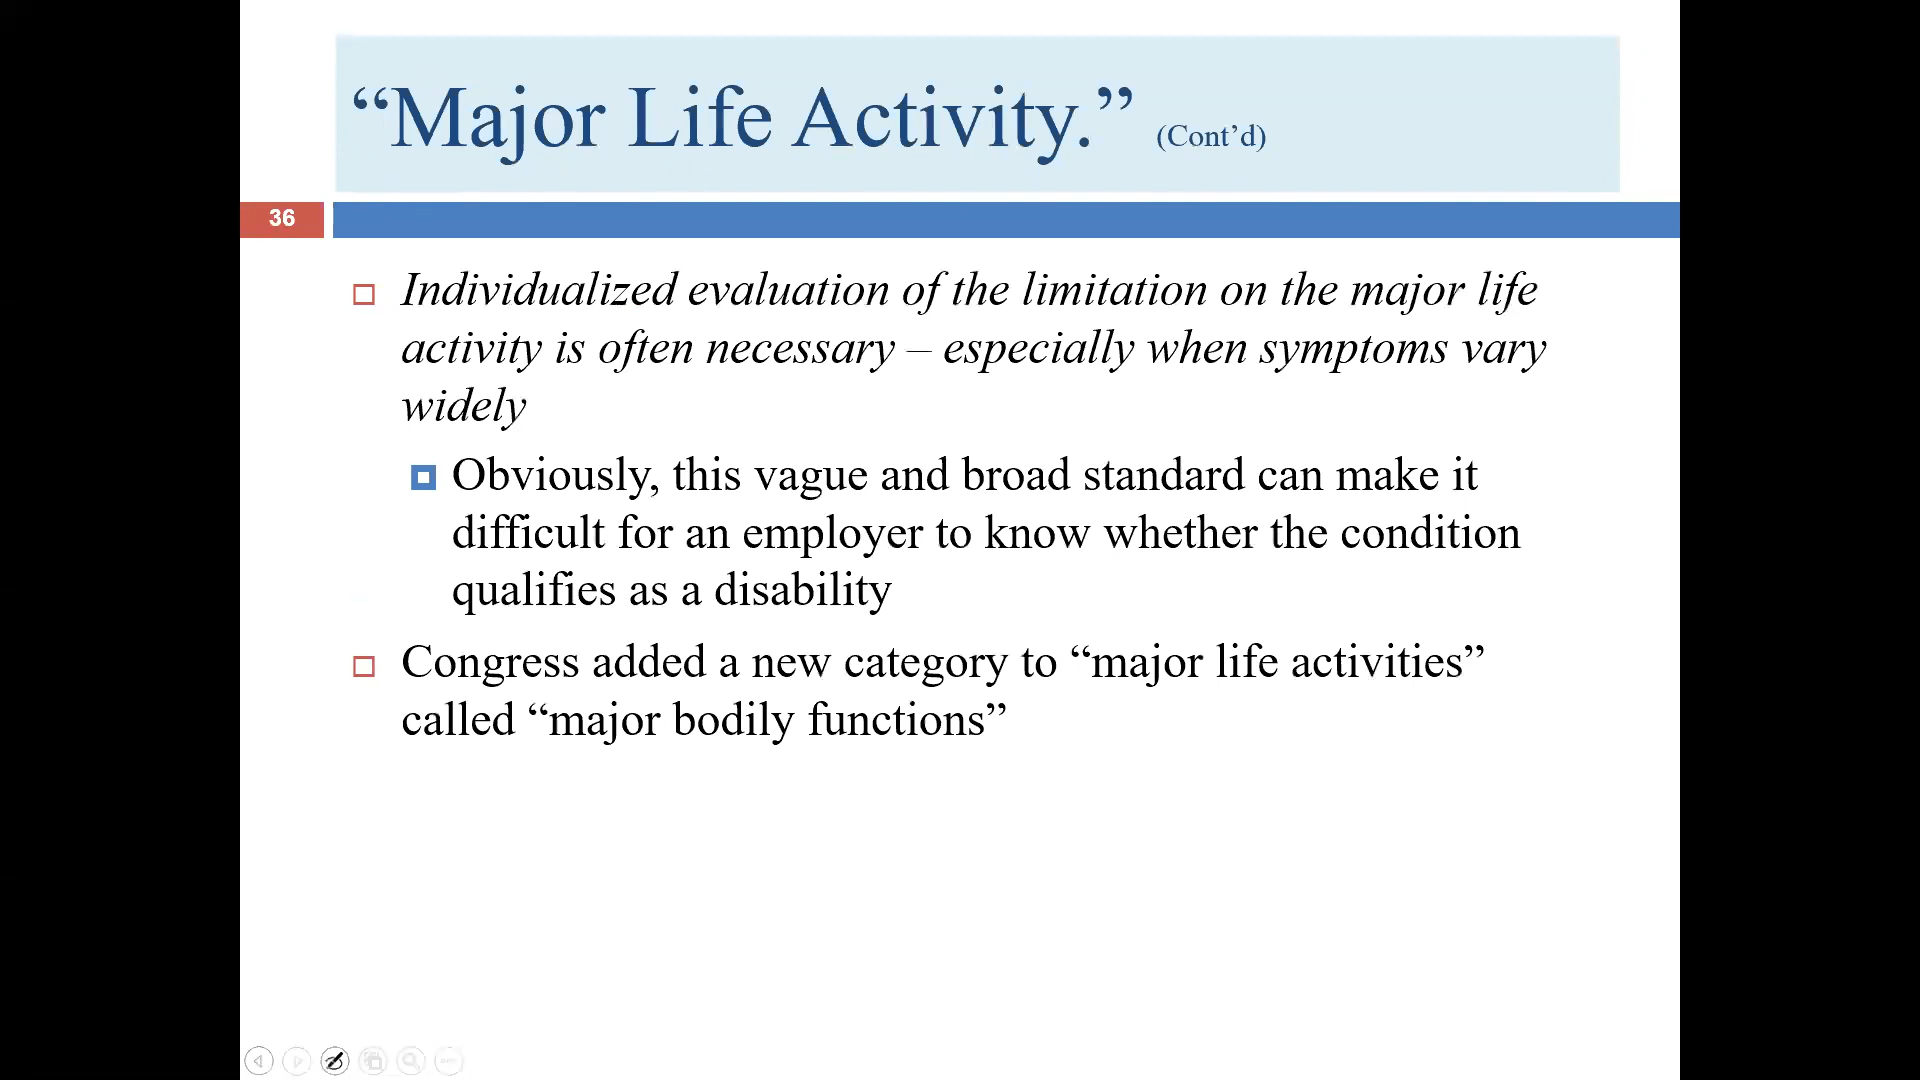 “Major Life Activity.” (Cont’d)
36
Individualized evaluation of the limitation on the major life
activity is often necessary – especially when symptoms vary
widely
Obviously, this vague and broad standard can make it
difficult for an employer to know whether the condition
qualifies as a disability
Congress added a new category to “major life activities”
called “major bodily functions”